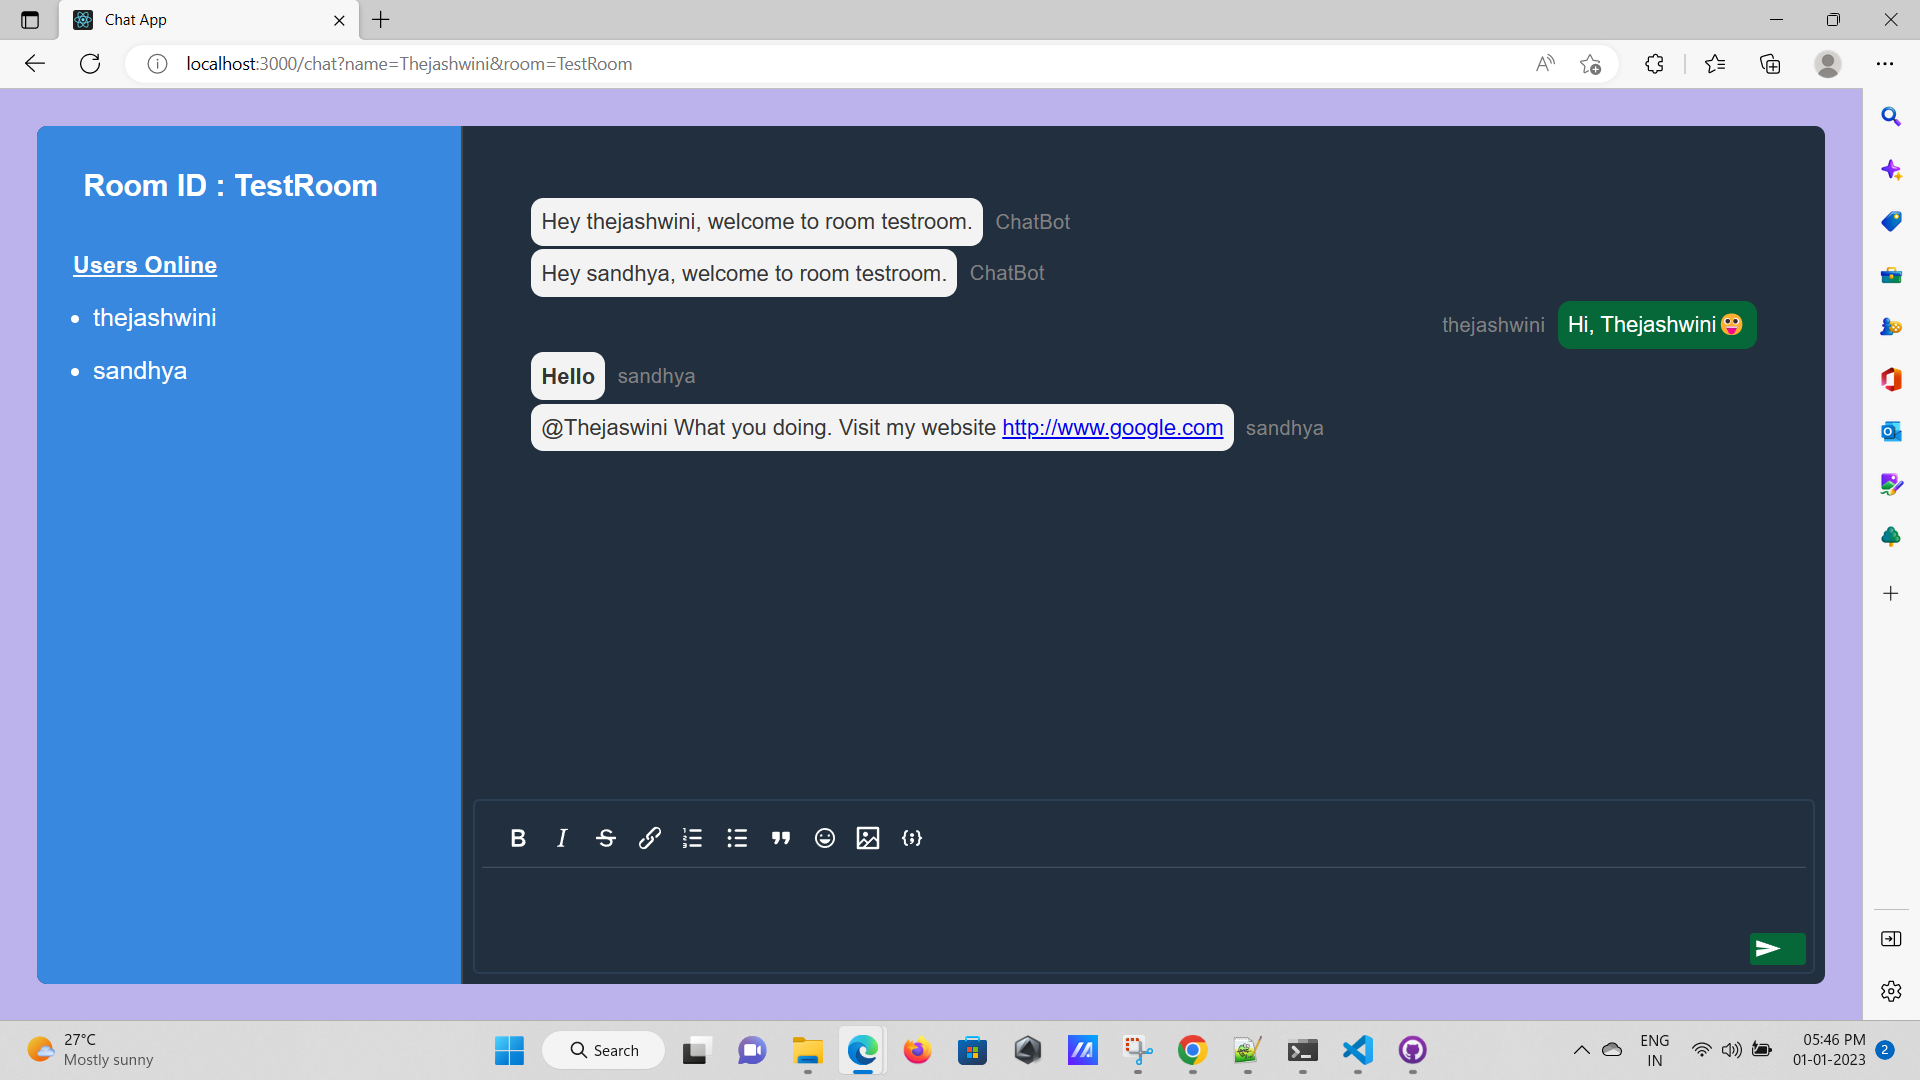 Chat App
localhost:3000/chat?name=Thejashwini&room=TestRoom
Room ID : TestRoom
Users Online
thejashwini
sandhya
Hey thejashwini, welcome to room testroom. ChatBot
Hey sandhya, welcome to room testroom. ChatBot
thejashwini Hi, Thejashwini😛
Hello sandhya
@Thejaswini What you doing. Visit my website http://www.google.com sandhya
27°C
Mostly sunny
Search
ENG
IN
05:46 PM
01-01-2023
2